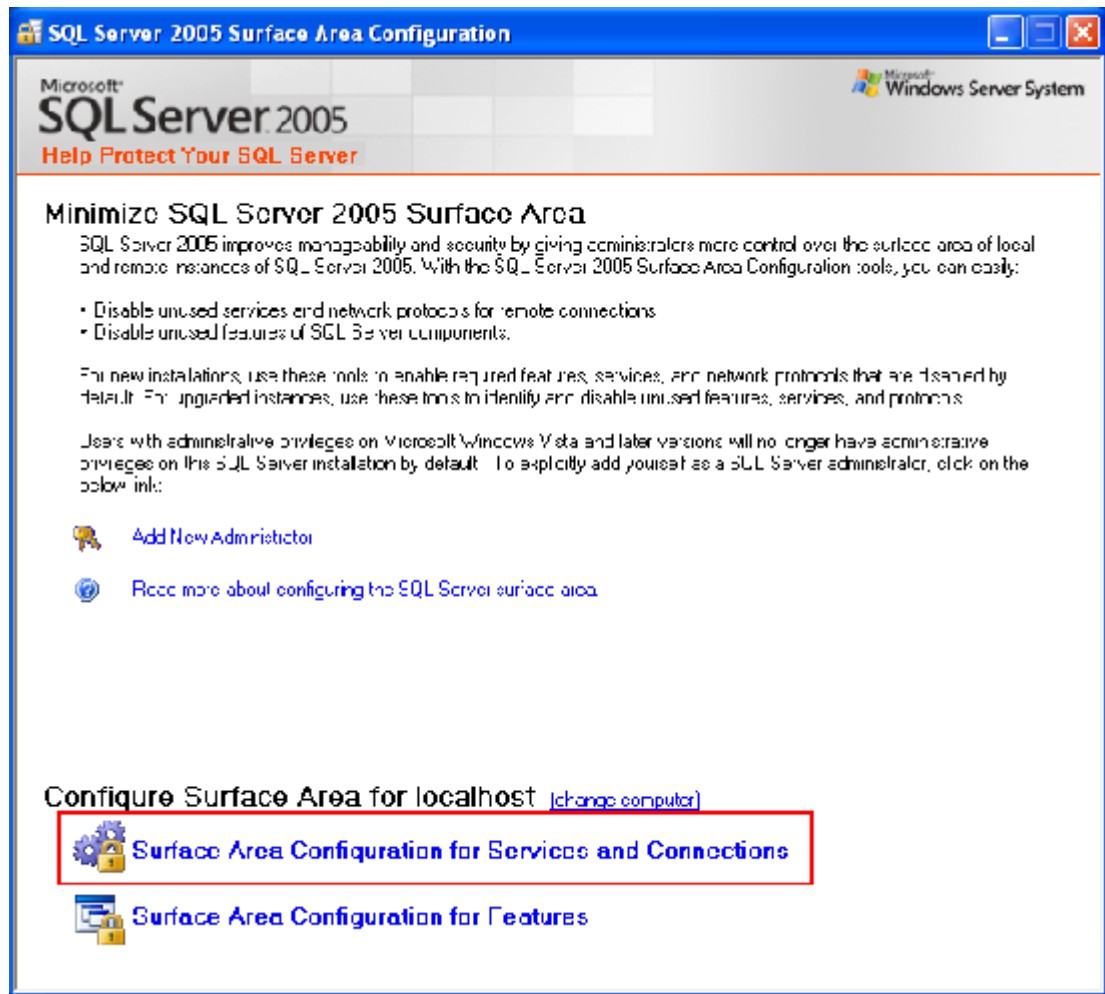 SQL Server 2005 Surface Area Configuration
Microsoft
SQL Server 2005
Help Protect Your SQL Server
Microsoft
Windows Server System
Minimize SQL Server 2005 Surface Area
SQL Server 2005 improves manageability and security by giving administrators more control over the surface area of local
and remote instances of SQL Server 2005. With the SQL Server 2005 Surface Area Configuration tools, you can easily:
• Disable unused services and network protocols for remote connections
• Disable unused features of SQL Server components.
For new installations, use these tools to enable required features, services, and network protocols that are disabled by
default. For upgraded instances, use these tools to identify and disable unused features, services, and protocols
Users with administrative privileges on Microsoft Windows Vista and later versions will no longer have administrative
privileges on this SQL Server installation by default. To explicitly add yourself as a SQL Server administrator, click on the
below link:
Add New Administrator
Read more about configuring the SQL Server surface area.
Configure Surface Area for localhost (change computer)
Surface Area Configuration for Services and Connections
Surface Area Configuration for Features